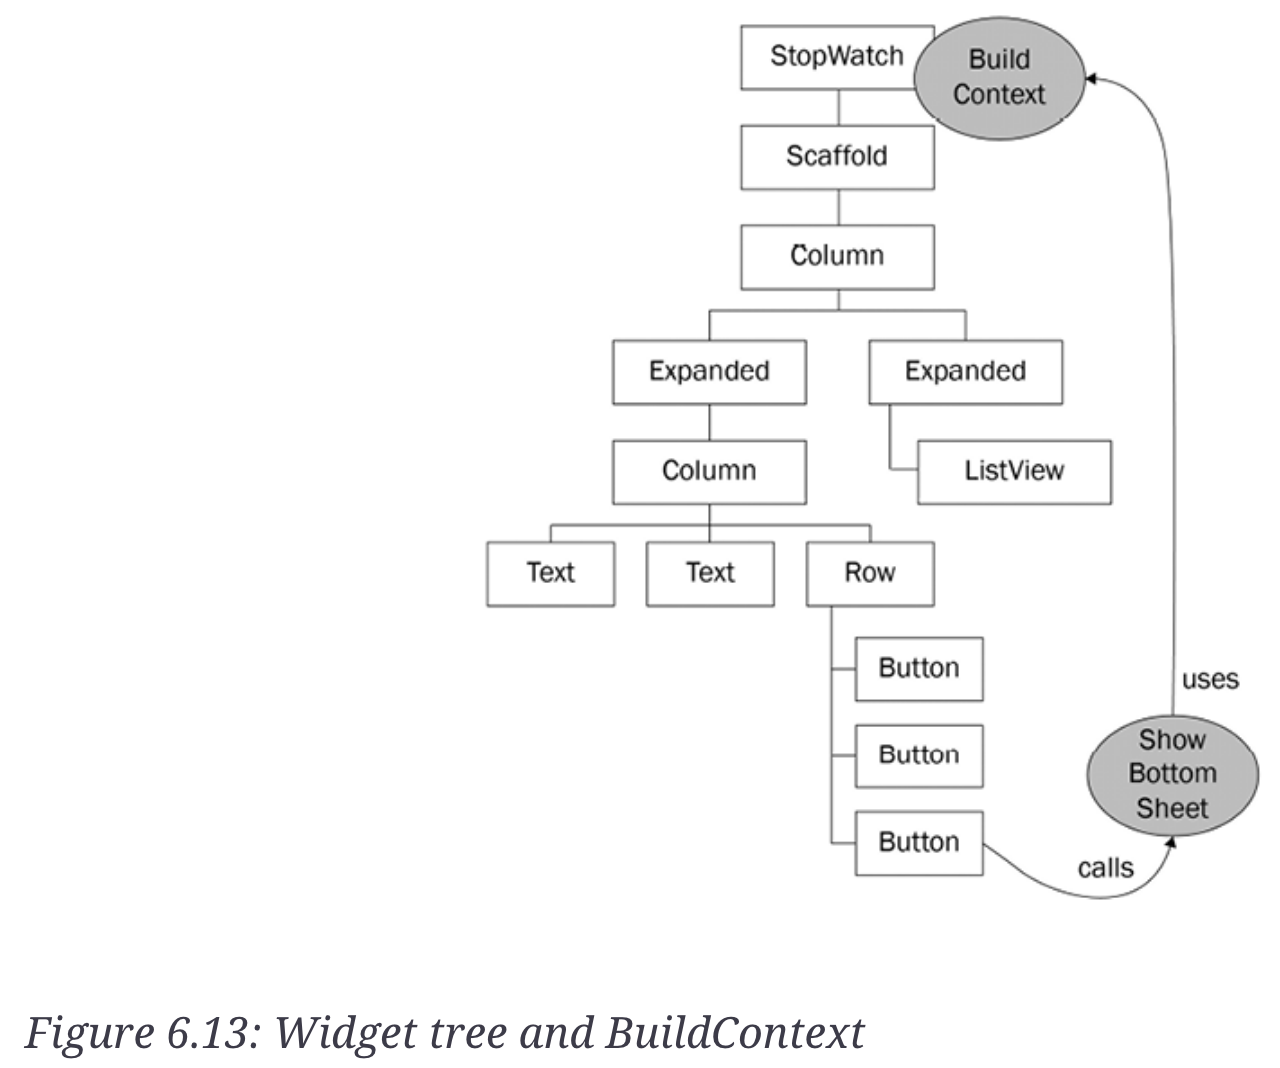 StopWatch
Build
Context
Scaffold
Column
Expanded
Expanded
Column
ListView
Text
Text
Row
Button
uses
Show
Bottom
Sheet
Button
Button
calls
Figure 6.13: Widget tree and BuildContext